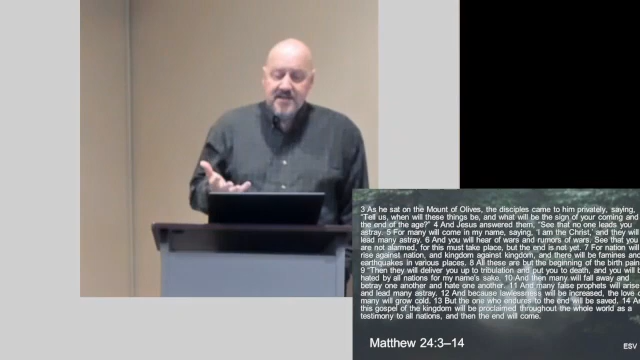 3 As he sat on the Mount of Olives, the disciples came to him privately, saying,
"Tell us, when will these things be, and what will be the sign of your coming and
the end of the age?" 4 And Jesus answered them, "See that no one leads you
astray. 5 For many will come in my name, saying, 'I am the Christ,' and they will
lead many astray. 6 And you will hear of wars and rumors of wars. See that you
are not alarmed, for this must take place, but the end is not yet. 7 For nation will
rise against nation, and kingdom against kingdom, and there will be famines and
earthquakes in various places. 8 All these are but the beginning of the birth pain
9 "Then they will deliver you up to tribulation and put you to death, and you will b
hated by all nations for my name's sake. 10 And then many will fall away and
betray one another and hate one another. 11 And many false prophets will arise
and lead many astray. 12 And because lawlessness will be increased, the love o
many will grow cold. 13 But the one who endures to the end will be saved. 14 An
this gospel of the kingdom will be proclaimed throughout the whole world as a
testimony to all nations, and then the end will come.
Matthew 24:3–14
ESV